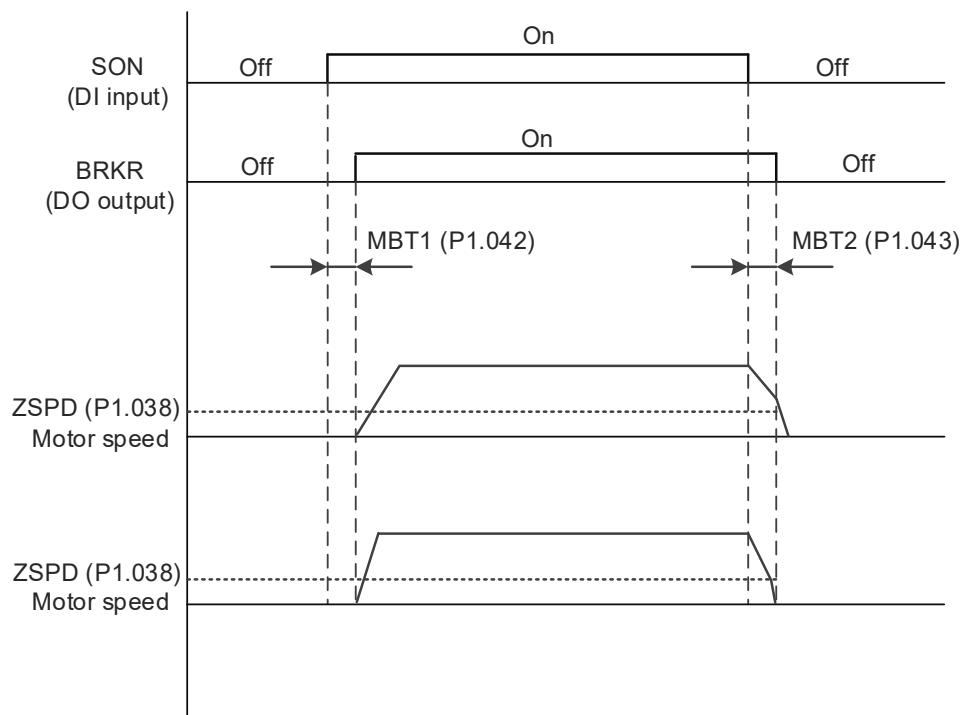 On
SON
(DI input)
Off
Off
On
BRKR
(DO output)
Off
Off
MBT1 (P1.042)
MBT2 (P1.043)
ZSPD (P1.038)
Motor speed
ZSPD (P1.038)
Motor speed